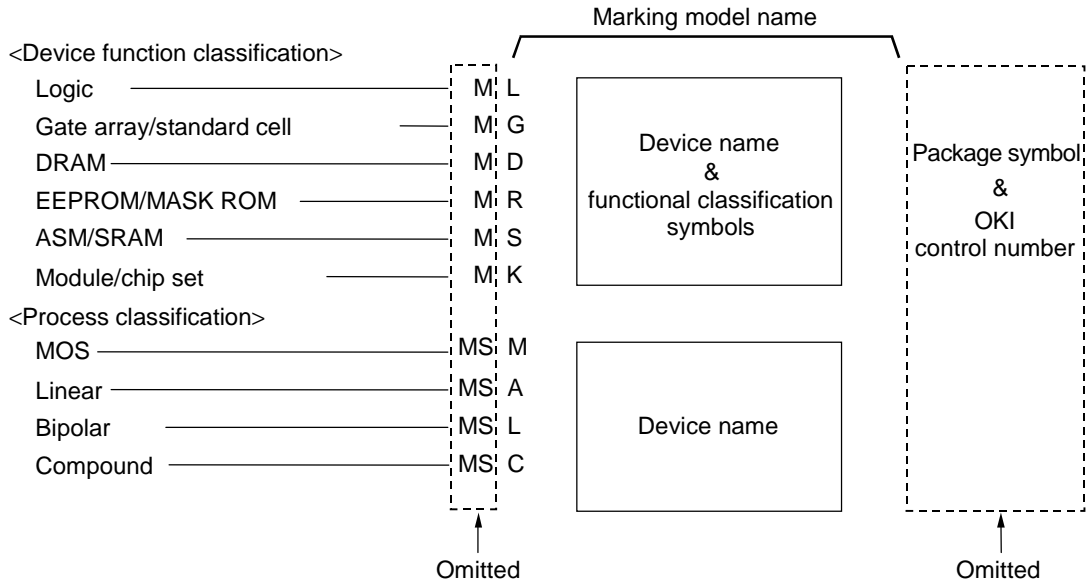 Marking model name
<Device function classification>
Logic M L
Gate array/standard cell M G
DRAM M D
EEPROM/MASK ROM M R
ASM/SRAM M S
Module/chip set M K
Device name
&
functional classification
symbols
Package symbol
&
OKI
control number
<Process classification>
MOS MS M
Linear MS A
Bipolar MS L
Compound MS C
Device name
Omitted
Omitted